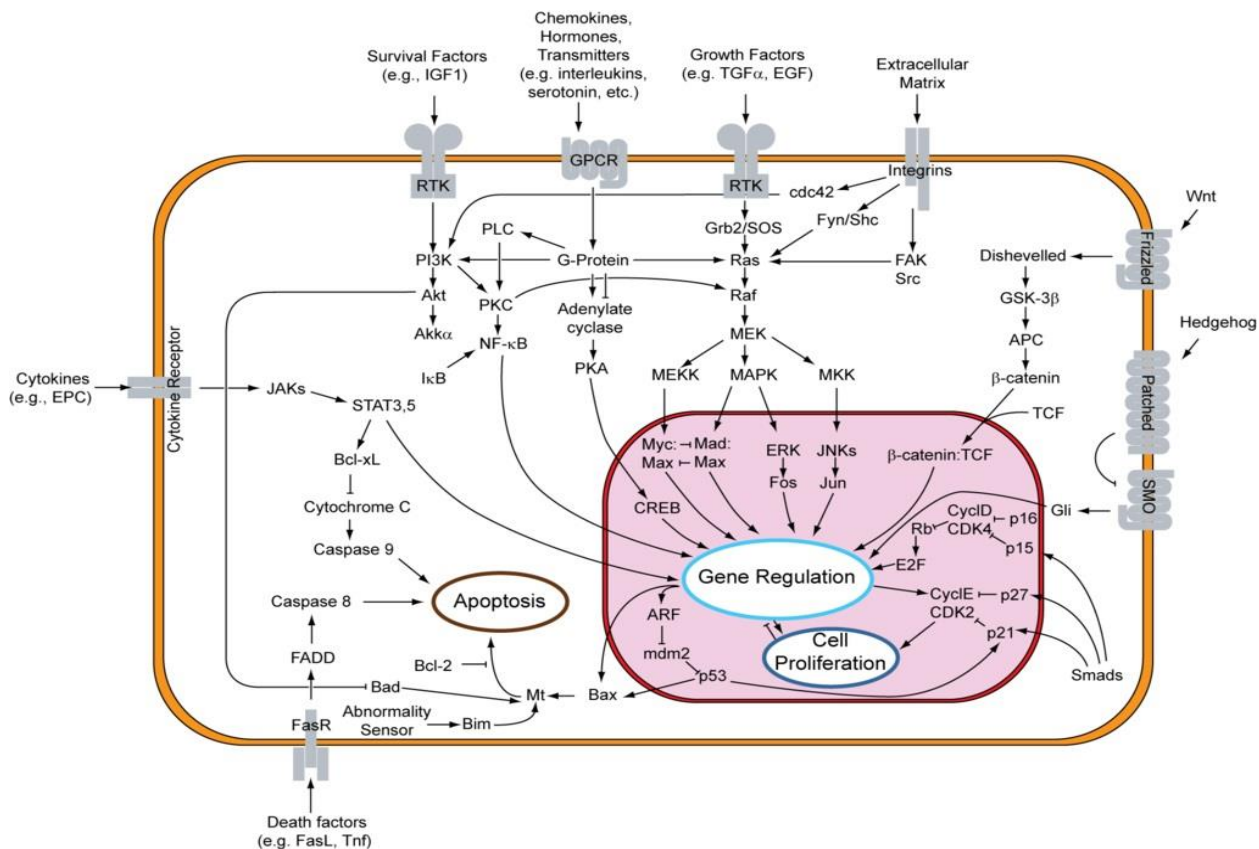 Chemokines,
Hormones,
Transmitters
(e.g. interleukins,
serotonin, etc.)
Survival Factors
(e.g., IGF1)
Growth Factors
(e.g. TGFα, EGF)
Extracellular
Matrix
RTK
GPCR
RTK
Integrins
cdc42
Wnt
Frizzled
PLC
Grb2/SOS
Fyn/Shc
PI3K
G-Protein
Ras
FAK
Src
Dishevelled
GSK-3β
Akt
PKC
Adenylate
cyclase
Raf
Akkα
NF-κB
MEK
APC
Hedgehog
IκB
PKA
MEKK
MAPK
MKK
β-catenin
Patched
Cytokines
(e.g., EPC)
Cytokine Receptor
JAKs
STAT3,5
TCF
Myc:
Max
Mad:
Max
ERK
JNKs
β-catenin:TCF
Bcl-xL
Fos
Jun
SMO
Cytochrome C
CREB
Gli
CyclD
CDK4
p16
p15
Rb
E2F
Caspase 9
Gene Regulation
Caspase 8
Apoptosis
ARF
CyclE
CDK2
p27
p21
mdm2
Cell
Proliferation
FADD
Bcl-2
p53
Smads
Bad
Mt
Bax
Abnormality
Sensor
Bim
FasR
Death factors
(e.g. FasL, Tnf)